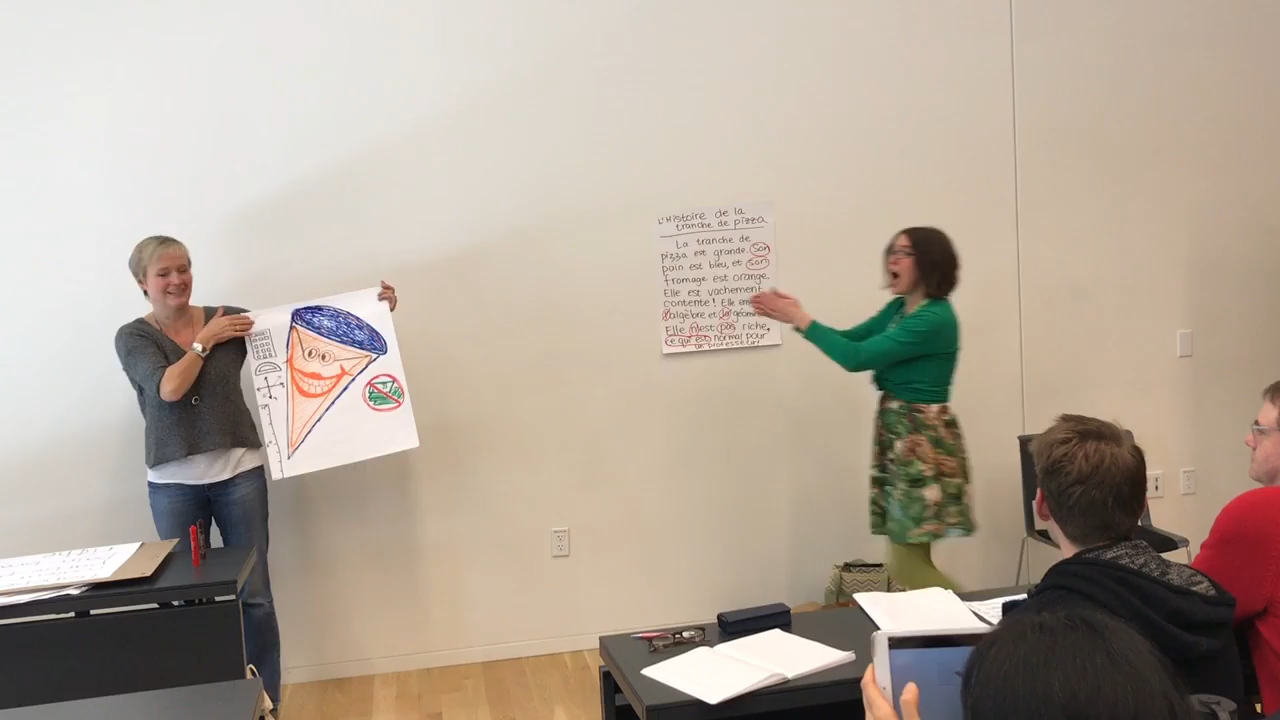 L'Histoire de la
tranche de pizza
La tranche de
pizza est grande. Son
pain est bleu, et son
fromage est orange.
Elle est vachement
contente! Elle
l'algèbre et la
Elle n'est pas riche,
ce qui est normal pour
un professeur